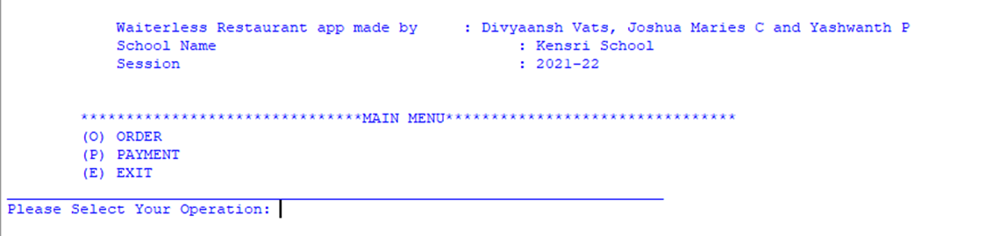 Waiterless Restaurant app made by : Divyaansh Vats, Joshua Maries C and Yashwanth P
School Name : Kensri School
Session : 2021-22
*******************************MAIN MENU********************************
(O) ORDER
(P) PAYMENT
(E) EXIT
Please Select Your Operation: